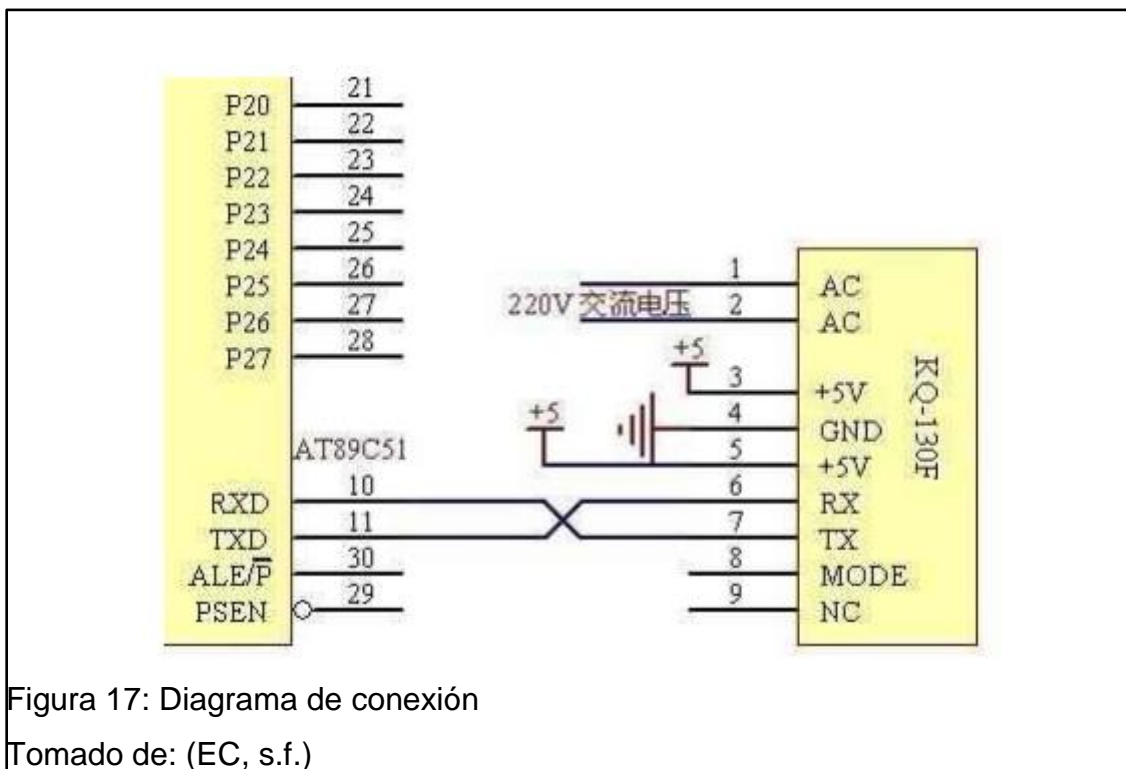 21
P20
22
P21
23
P22
24
P23
25
P24
26
P25
27
P26
28
P27
AT89C51
10
RXD
11
TXD
30
ALE/P
29
PSEN
220V 交流电压
1
AC
2
AC
+5
3
+5V
4
GND
+5
5
+5V
6
RX
7
TX
8
MODE
9
NC
KQ-130F
Figura 17: Diagrama de conexión
Tomado de: (EC, s.f.)